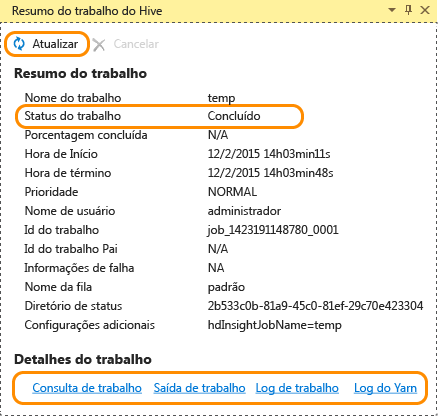 Resumo do trabalho do Hive
Atualizar Cancelar
Resumo do trabalho
Nome do trabalho temp
Status do trabalho Concluído
Porcentagem concluída N/A
Hora de Início 12/2/2015 14h03min11s
Hora de término 12/2/2015 14h03min48s
Prioridade NORMAL
Nome de usuário administrador
Id do trabalho job_1423191148780_0001
Id do trabalho Pai N/A
Informações de falha NA
Nome da fila padrão
Diretório de status 2b533c0b-81a9-45c0-81ef-29c70e423304
Configurações adicionais hdInsightJobName=temp
Detalhes do trabalho
Consulta de trabalho Saída de trabalho Log de trabalho Log do Yarn